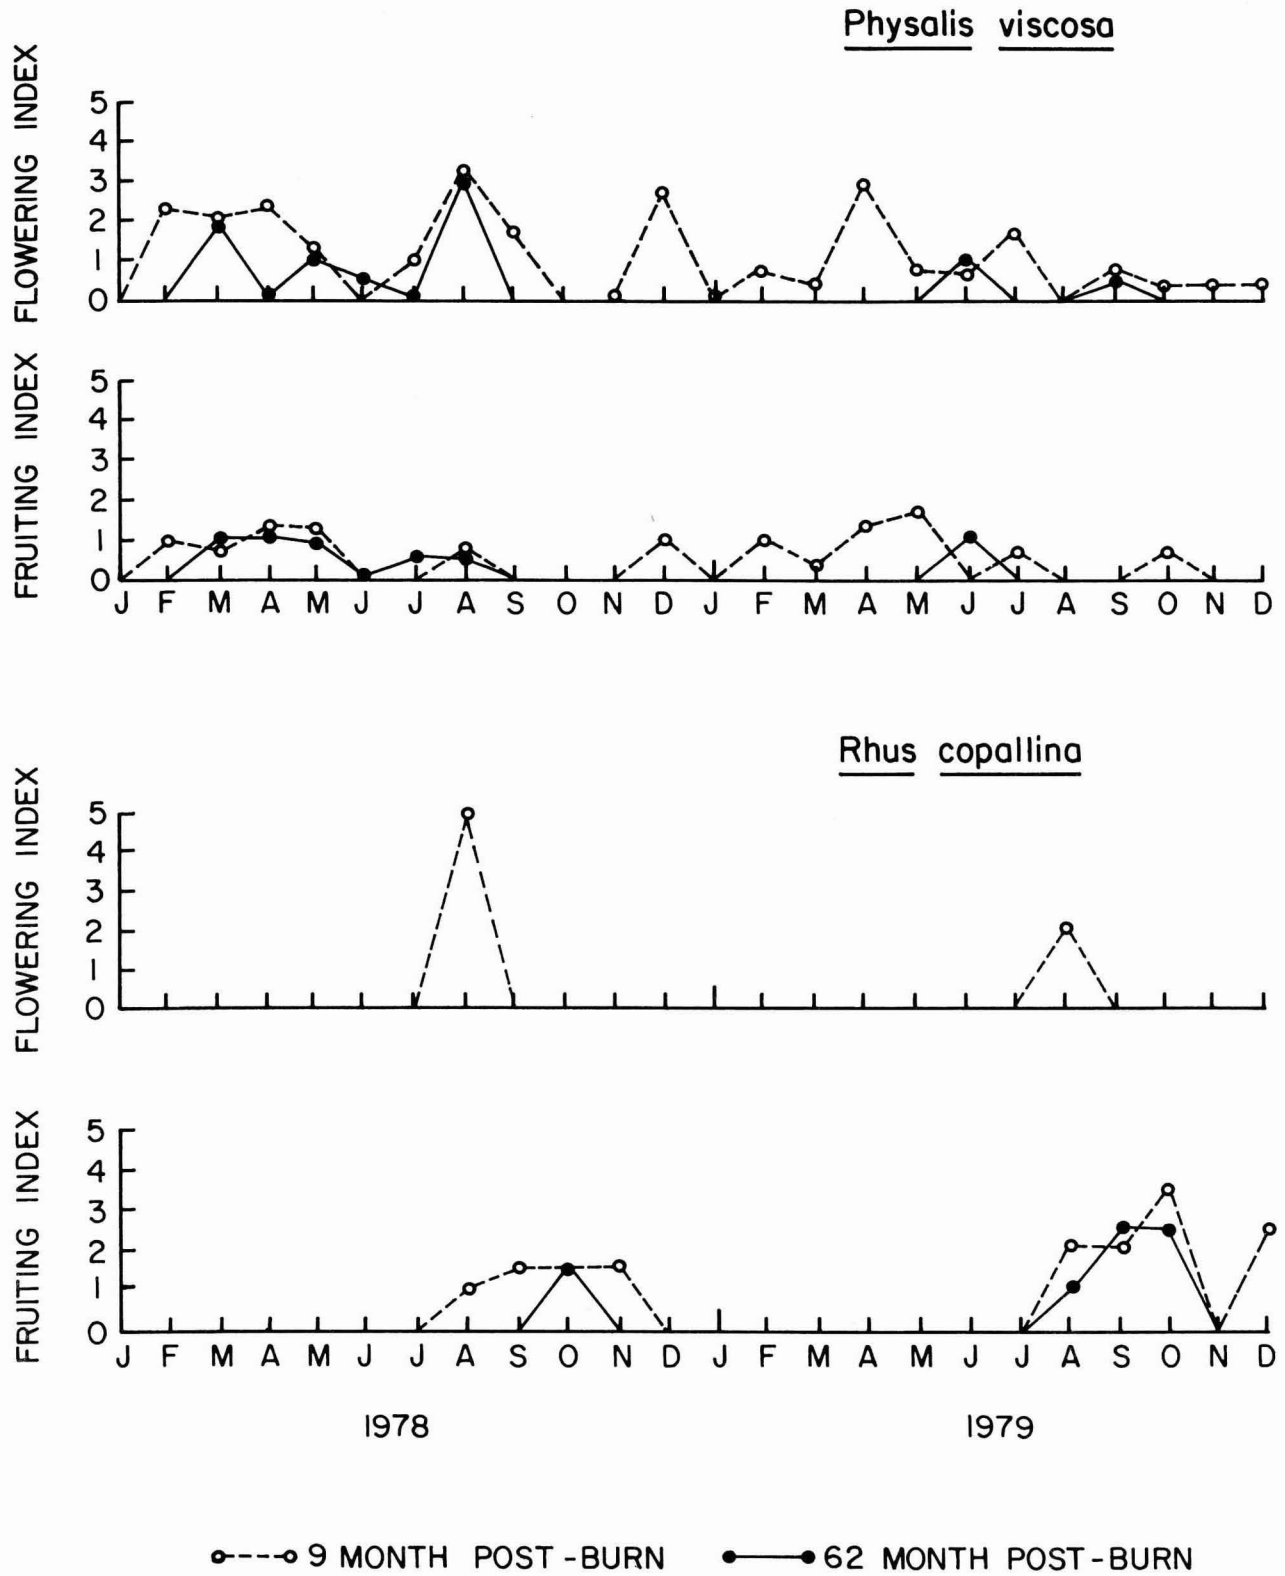 Physalis viscosa
FLOWERING INDEX
5
4
3
2
1
0
FRUITING INDEX
5
4
3
2
1
0
J F M A M J J A S O N D J F M A M J J A S O N D
Rhus copallina
FLOWERING INDEX
5
4
3
2
1
0
FRUITING INDEX
5
4
3
2
1
0
J F M A M J J A S O N D J F M A M J J A S O N D
1978 1979
9 MONTH POST-BURN 62 MONTH POST-BURN